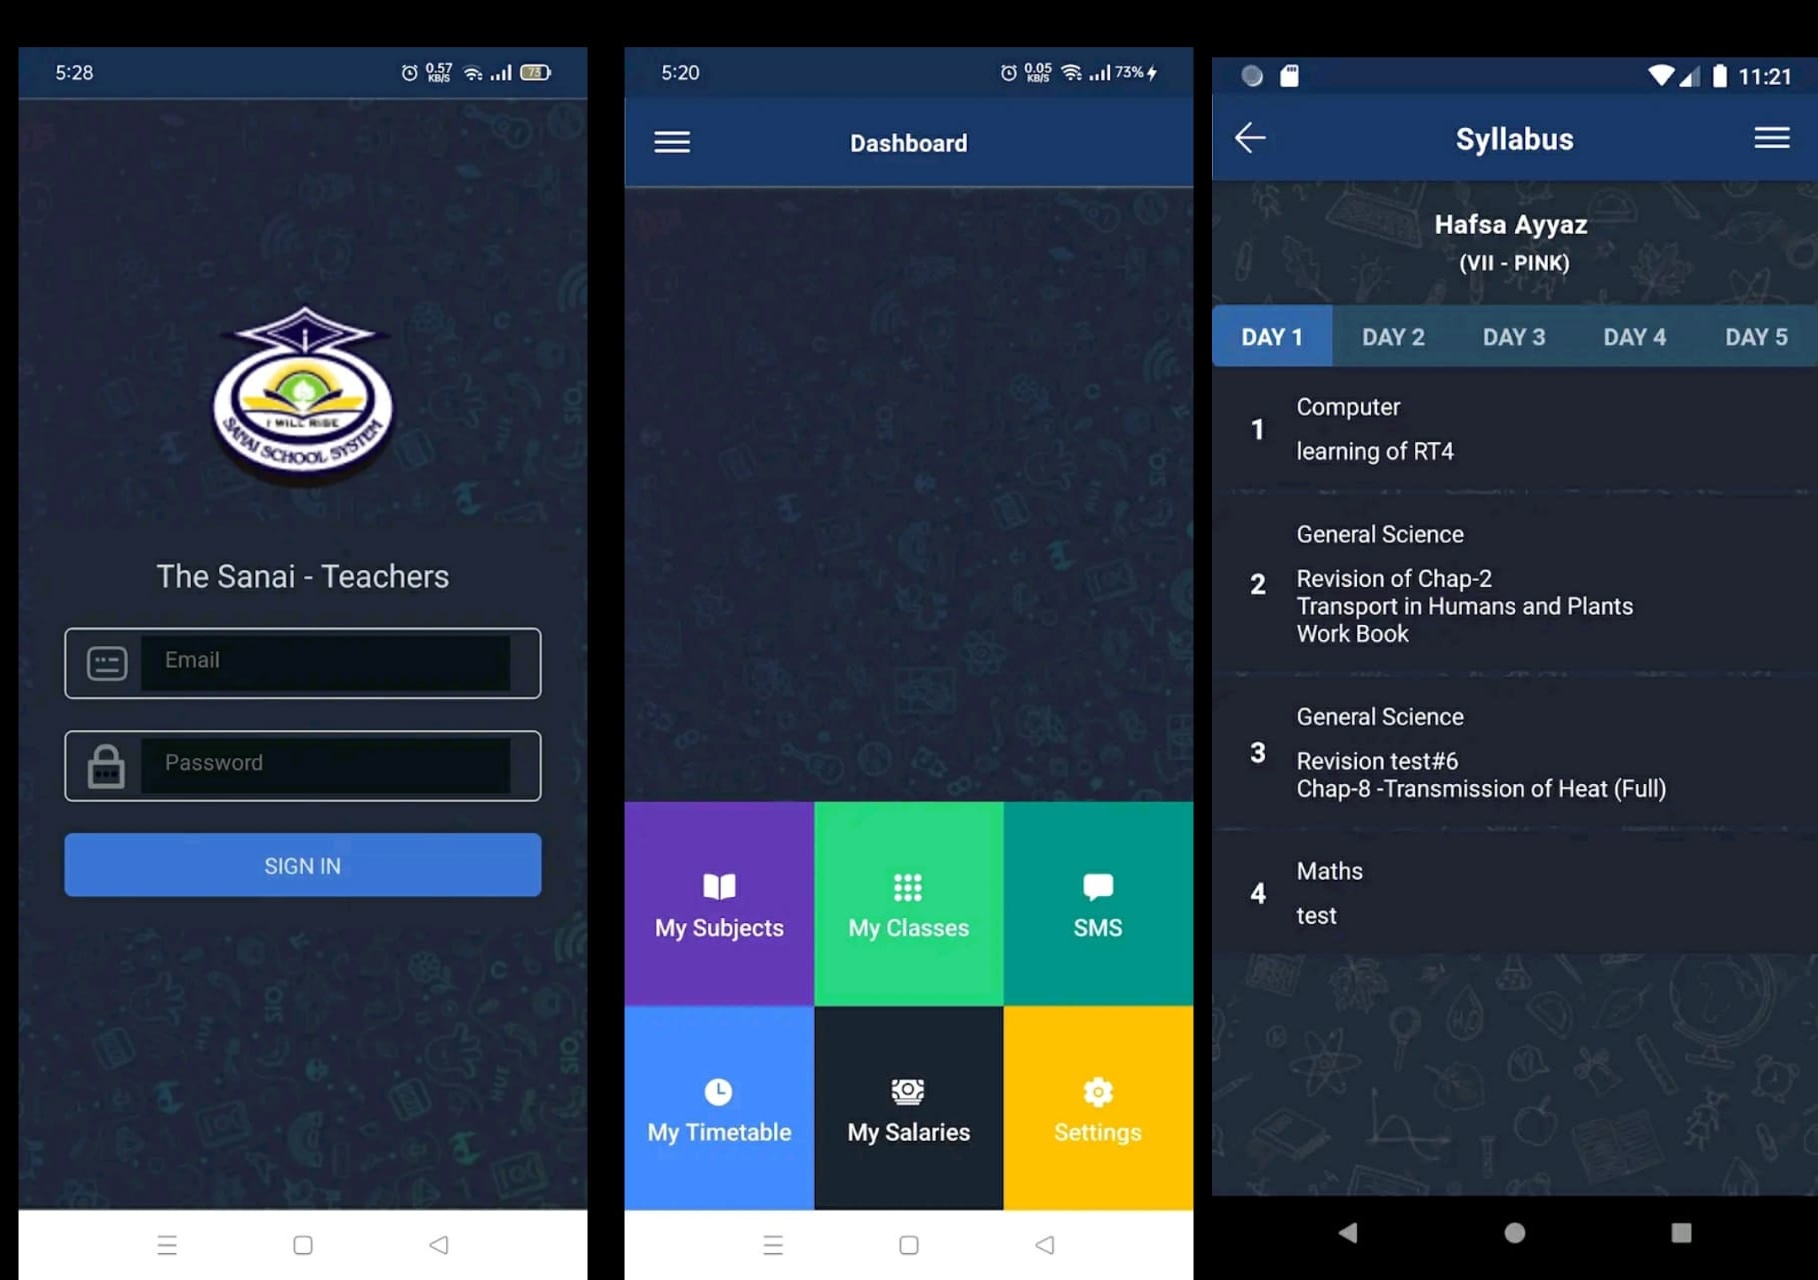 5:28
0.57
KB/S
73
I WILL RISE
SANAI SCHOOL SYSTEM
The Sanai - Teachers
Email
Password
SIGN IN
5:20
0.05
KB/S
73%
Dashboard
My Subjects
My Classes
SMS
My Timetable
My Salaries
Settings
11:21
Syllabus
Hafsa Ayyaz
(VII - PINK)
DAY 1 DAY 2 DAY 3 DAY 4 DAY 5
1
Computer
learning of RT4
2
General Science
Revision of Chap-2
Transport in Humans and Plants
Work Book
3
General Science
Revision test#6
Chap-8 -Transmission of Heat (Full)
4
Maths
test